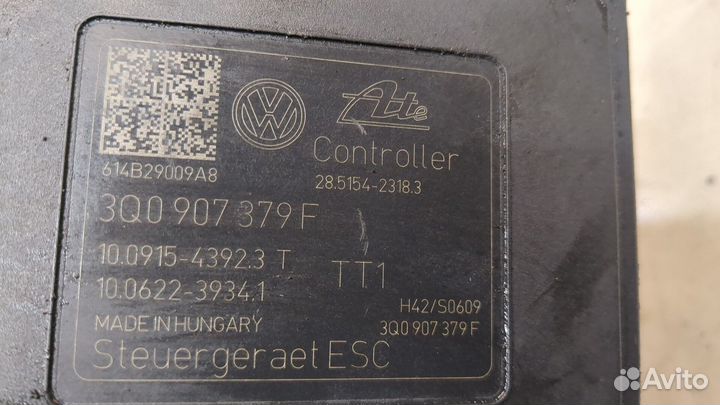 Ate
Controller
614B29009A8
28.5154-2318.3
3Q0 907 379 F
10.0915-4392.3 T
TT1
10.0622-3934.1
H42/S0609
MADE IN HUNGARY
3Q0 907 379 F
Steuergeraet ESC
Avito